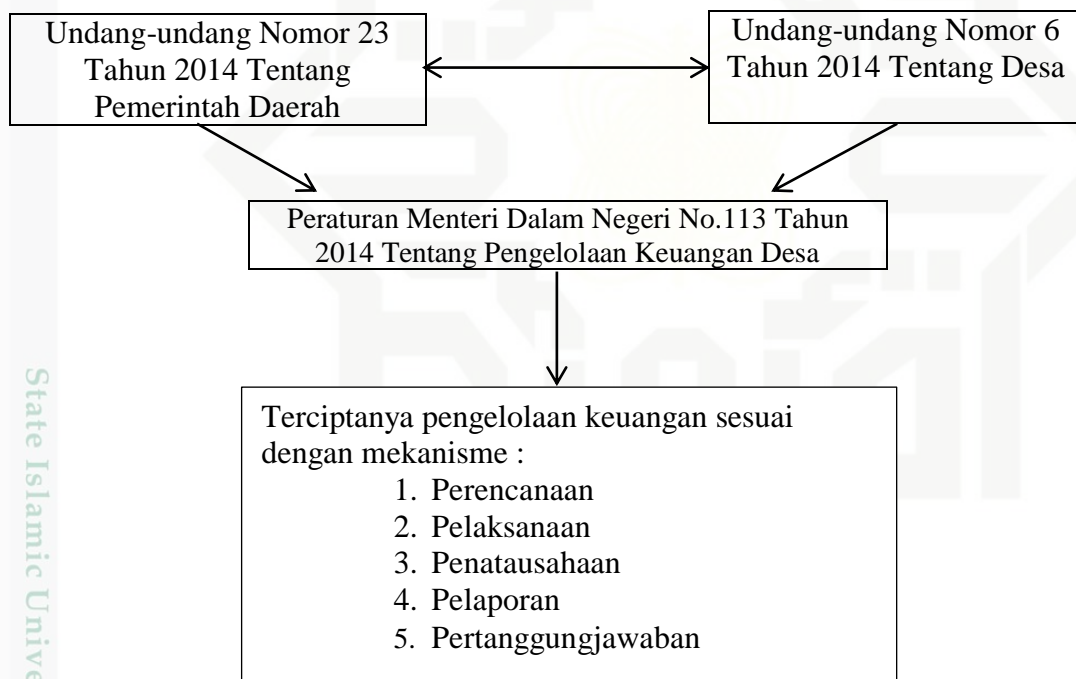 Undang-undang Nomor 23
Tahun 2014 Tentang
Pemerintah Daerah
Undang-undang Nomor 6
Tahun 2014 Tentang Desa
Peraturan Menteri Dalam Negeri No.113 Tahun
2014 Tentang Pengelolaan Keuangan Desa
Terciptanya pengelolaan keuangan sesuai
dengan mekanisme :
1. Perencanaan
2. Pelaksanaan
3. Penatausahaan
4. Pelaporan
5. Pertanggungjawaban
State Islamic